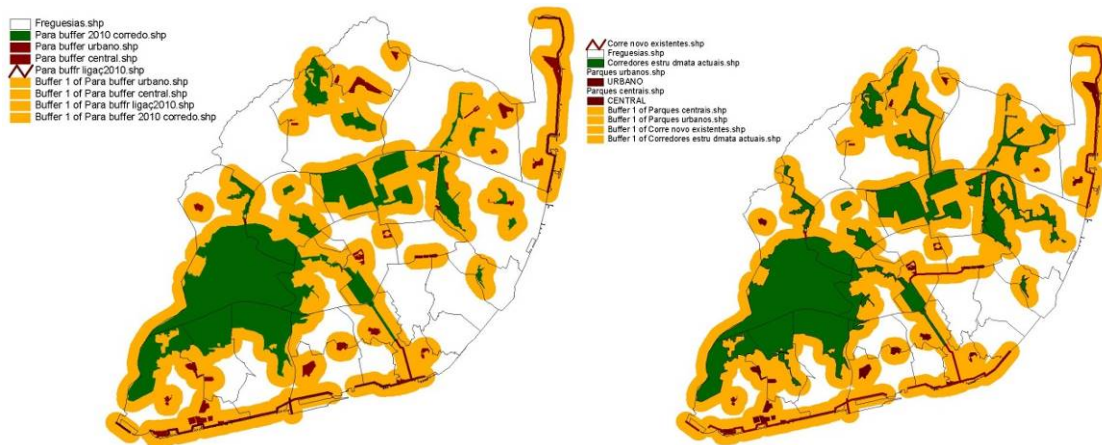 Freguesias.shp
Para buffer 2010 corredo.shp
Para buffer urbano.shp
Para buffer central.shp
Para buffr ligaç2010.shp
Buffer 1 of Para buffer urbano.shp
Buffer 1 of Para buffer central.shp
Buffer 1 of Para buffr ligaç2010.shp
Buffer 1 of Para buffer 2010 corredo.shp
Corre novo existentes.shp
Freguesias.shp
Corredores estru dmata actuais.shp
Parques urbanos.shp
URBANO
Parques centrais.shp
CENTRAL
Buffer 1 of Parques centrais.shp
Buffer 1 of Parques urbanos.shp
Buffer 1 of Corre novo existentes.shp
Buffer 1 of Corredores estru dmata actuais.shp